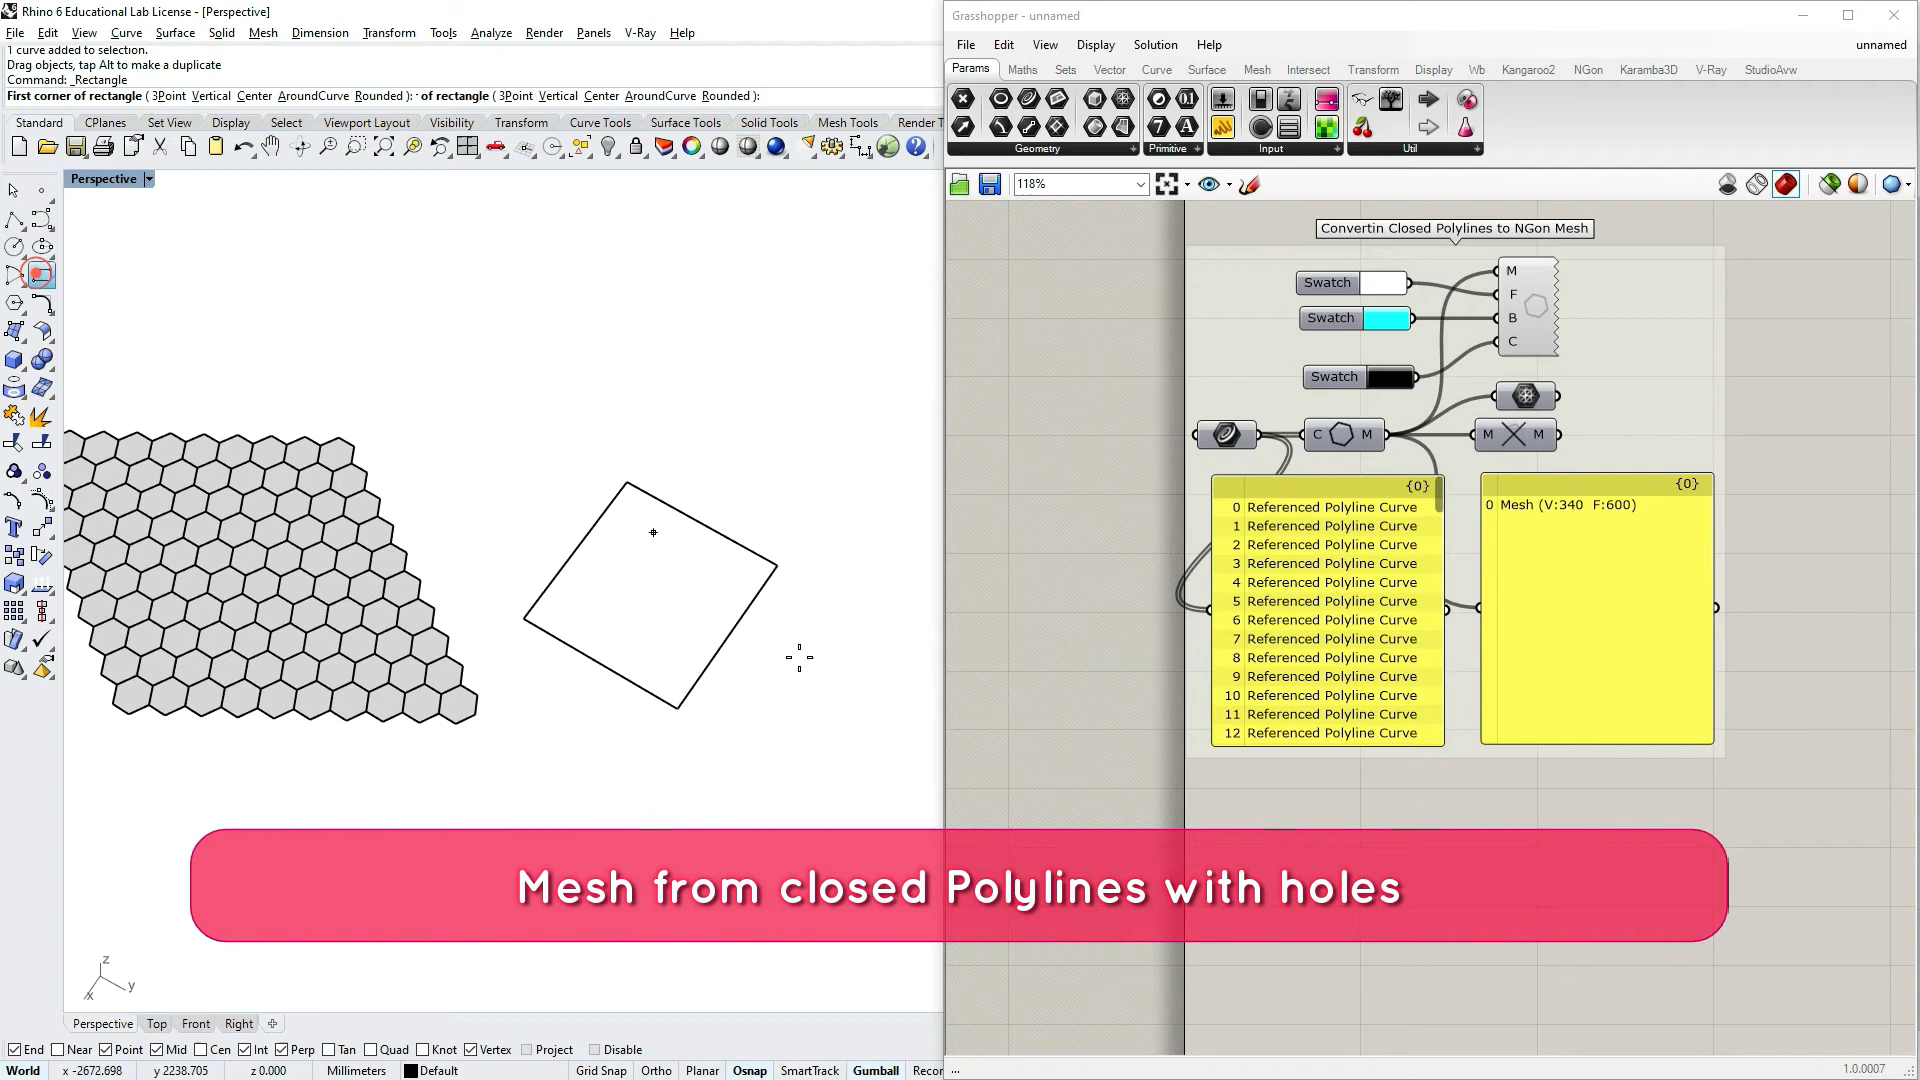 Rhino 6 Educational Lab License - [Perspective]
File Edit View Curve Surface Solid Mesh Dimension Transform Tools Analyze Render Panels V-Ray Help
1 curve added to selection.
Drag objects, tap Alt to make a duplicate
Command: _Rectangle
First corner of rectangle ( 3Point Vertical Center AroundCurve Rounded ): of rectangle ( 3Point Vertical Center AroundCurve Rounded ):
Standard CPlanes Set View Display Select Viewport Layout Visibility Transform Curve Tools Surface Tools Solid Tools Mesh Tools Render T
Perspective
z
y
x
Perspective Top Front Right
End Near Point Mid Cen Int Perp Tan Quad Knot Vertex Project Disable
World x -2672.698 y 2238.705 z 0.000 Millimeters Default Grid Snap Ortho Planar Osnap SmartTrack Gumball Recor
Grasshopper - unnamed
File Edit View Display Solution Help unnamed
Params Maths Sets Vector Curve Surface Mesh Intersect Transform Display Wb Kangaroo2 NGon Karamba3D V-Ray StudioAvw
Geometry Primitive Input Util
118%
Convertin Closed Polylines to NGon Mesh
Swatch
Swatch
Swatch
M
F
B
C
C M
M M
{0}
0 Referenced Polyline Curve
1 Referenced Polyline Curve
2 Referenced Polyline Curve
3 Referenced Polyline Curve
4 Referenced Polyline Curve
5 Referenced Polyline Curve
6 Referenced Polyline Curve
7 Referenced Polyline Curve
8 Referenced Polyline Curve
9 Referenced Polyline Curve
10 Referenced Polyline Curve
11 Referenced Polyline Curve
12 Referenced Polyline Curve
{0}
0 Mesh (V:340 F:600)
Mesh from closed Polylines with holes
...
1.0.0007